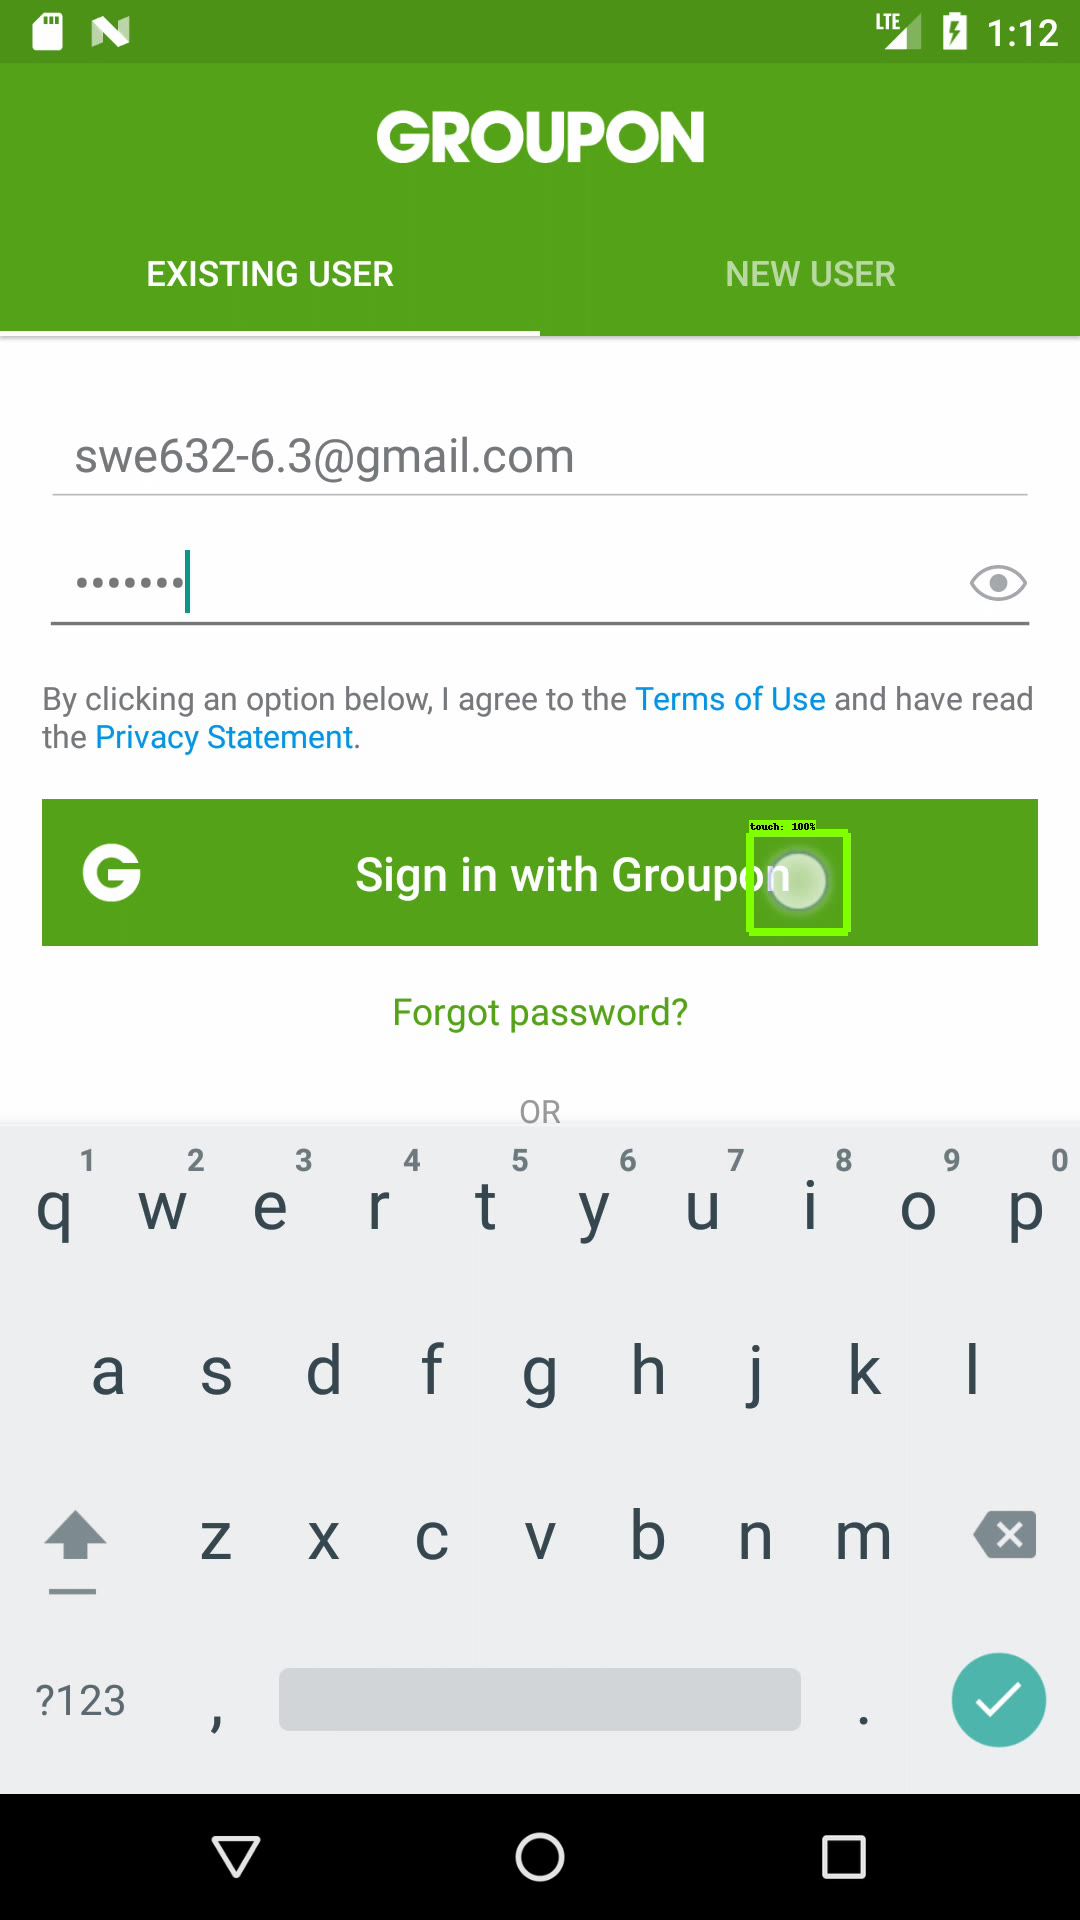 LTE 1:12
GROUPON
EXISTING USER NEW USER
swe632-6.3@gmail.com
•••••••
By clicking an option below, I agree to the Terms of Use and have read
the Privacy Statement.
touch: 100%
G Sign in with Groupon
Forgot password?
OR
1 2 3 4 5 6 7 8 9 0
q w e r t y u i o p
a s d f g h j k l
z x c v b n m
?123 , .